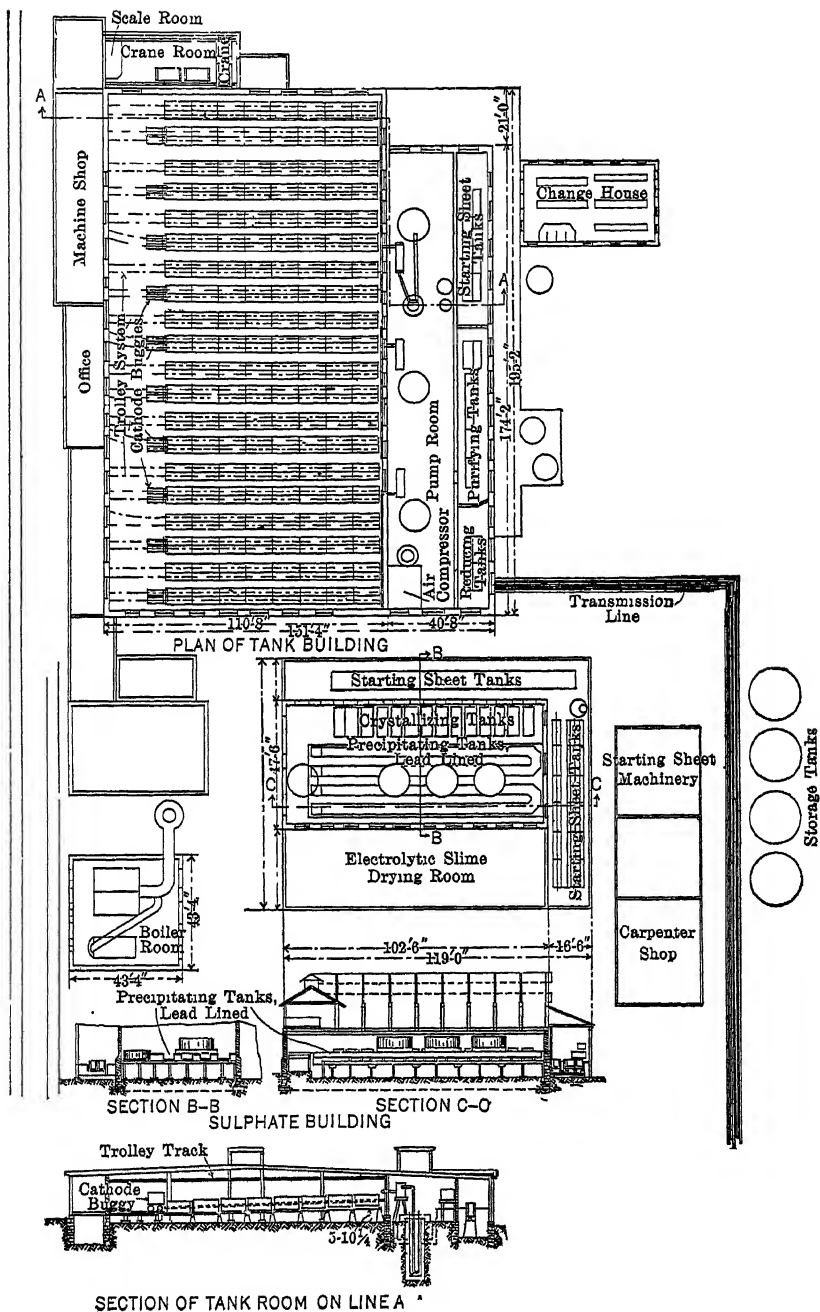 Scale Room
Crane Room
Crane
A
Machine Shop
Office
Trolley System
Cathode Buggies
Pump Room
Air
Compressor
Starting Sheet
Tanks
A
Purifying Tanks
Reducing
Tanks
21'-0"
174'-2"
195'-2"
Change House
110'-8"
40'-8"
151'-4"
PLAN OF TANK BUILDING
Transmission
Line
B
Starting Sheet Tanks
Crystallizing Tanks
Precipitating Tanks,
Lead Lined
47'-6"
C
C
B
Starting Sheet Tanks
Electrolytic Slime
Drying Room
Starting Sheet
Machinery
Carpenter
Shop
Storage Tanks
Boiler
Room
43'-4"
43'-4"
102'-6"
16'-6"
119'-0"
Precipitating Tanks,
Lead Lined
SECTION B-B
SECTION C-C
SULPHATE BUILDING
Trolley Track
Cathode
Buggy
5-10¼
SECTION OF TANK ROOM ON LINE A